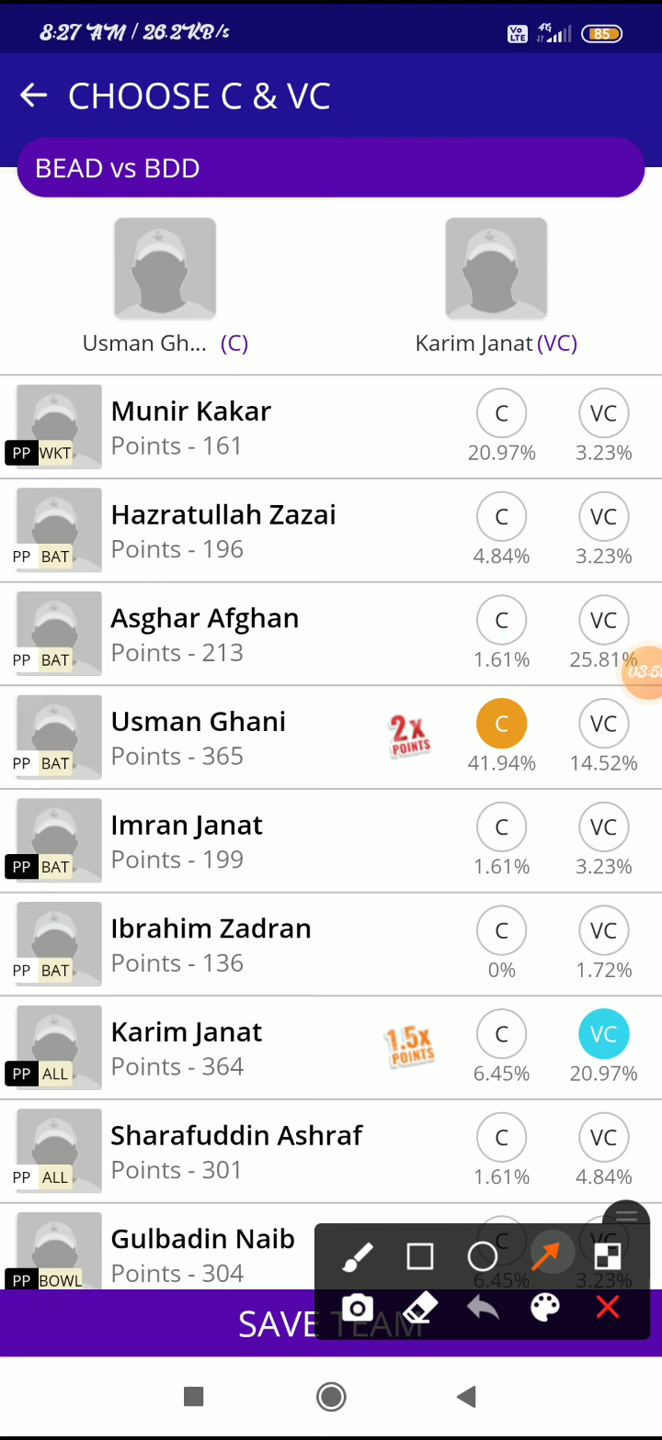 8:27 AM / 26.2KB/s
Vo LTE 4G 85
CHOOSE C & VC
BEAD vs BDD
Usman Gh... (C)
Karim Janat (VC)
Munir Kakar
Points - 161
PP WKT
C
20.97%
VC
3.23%
Hazratullah Zazai
Points - 196
PP BAT
C
4.84%
VC
3.23%
Asghar Afghan
Points - 213
PP BAT
C
1.61%
VC
25.81%
Usman Ghani
Points - 365
PP BAT
2x
POINTS
C
41.94%
VC
14.52%
Imran Janat
Points - 199
PP BAT
C
1.61%
VC
3.23%
Ibrahim Zadran
Points - 136
PP BAT
C
0%
VC
1.72%
Karim Janat
Points - 364
PP ALL
1.5x
POINTS
C
6.45%
VC
20.97%
Sharafuddin Ashraf
Points - 301
PP ALL
C
1.61%
VC
4.84%
Gulbadin Naib
Points - 304
PP BOWL
C
6.45%
VC
3.23%
SAVE TEAM